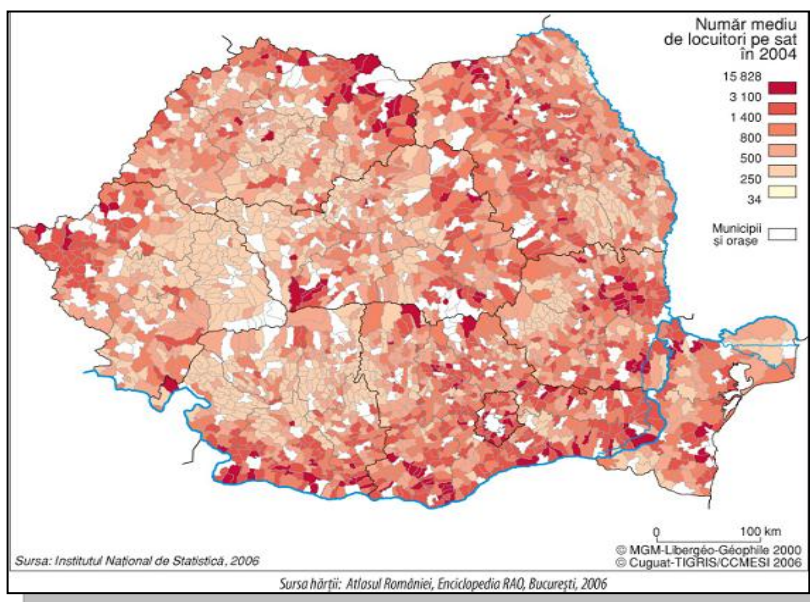 Număr mediu
de locuitori pe sat
în 2004
15 828
3 100
1 400
800
500
250
34
Municipii
și orașe
0 100 km
Sursa: Institutul Național de Statistică, 2006
© MGM-Libergéo-Géophile 2000
© Cuguat-TIGRIS/CCMESI 2006
Sursa hărții: Atlasul României, Enciclopedia RAO, București, 2006